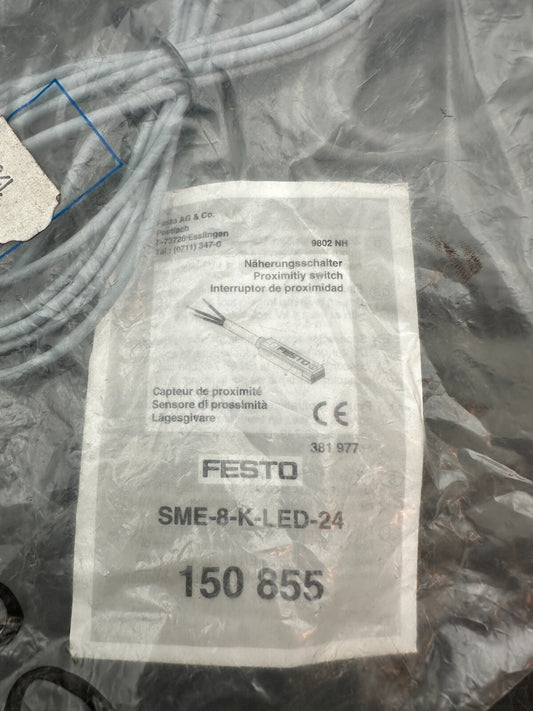 Festo AG & Co.
Postfach
D-73726 Esslingen
Tel.: (0711) 347-0
9802 NH
Näherungsschalter
Proximitiy switch
Interruptor de proximidad
FESTO
Capteur de proximité
Sensore di prossimità
Lägesgivare
CE
381 977
FESTO
SME-8-K-LED-24
150 855